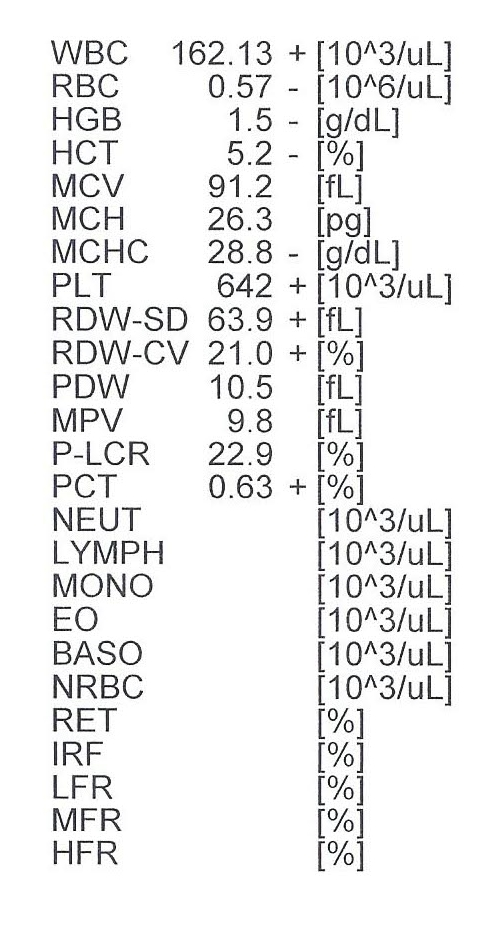 WBC 162.13 + [10^3/uL]
RBC 0.57 - [10^6/uL]
HGB 1.5 - [g/dL]
HCT 5.2 - [%]
MCV 91.2 [fL]
MCH 26.3 [pg]
MCHC 28.8 - [g/dL]
PLT 642 + [10^3/uL]
RDW-SD 63.9 + [fL]
RDW-CV 21.0 + [%]
PDW 10.5 [fL]
MPV 9.8 [fL]
P-LCR 22.9 [%]
PCT 0.63 + [%]
NEUT [10^3/uL]
LYMPH [10^3/uL]
MONO [10^3/uL]
EO [10^3/uL]
BASO [10^3/uL]
NRBC [10^3/uL]
RET [%]
IRF [%]
LFR [%]
MFR [%]
HFR [%]